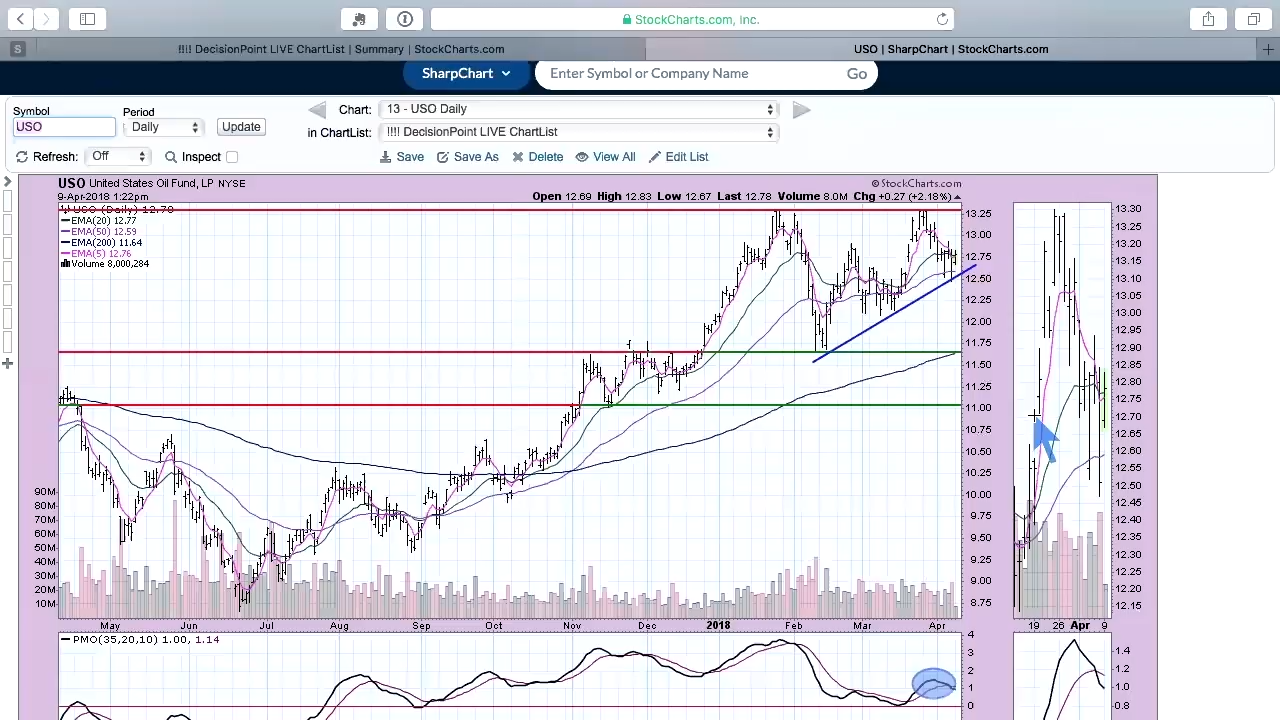 StockCharts.com, Inc.
S
!!!! DecisionPoint LIVE ChartList | Summary | StockCharts.com
USO | SharpChart | StockCharts.com
SharpChart
Enter Symbol or Company Name
Go
Symbol
Period
Chart:
13 - USO Daily
USO
Daily
Update
in ChartList:
!!!! DecisionPoint LIVE ChartList
Refresh:
Off
Inspect
Save
Save As
Delete
View All
Edit List
USO United States Oil Fund, LP NYSE
© StockCharts.com
9-Apr-2018 1:22pm
Open 12.69 High 12.83 Low 12.67 Last 12.78 Volume 8.0M Chg +0.27 (+2.18%)
USO (Daily) 12.78
EMA(20) 12.77
EMA(50) 12.59
EMA(200) 11.64
EMA(5) 12.76
Volume 8,000,284
13.25
13.00
12.75
12.50
12.25
12.00
11.75
11.50
11.25
11.00
10.75
10.50
10.25
10.00
9.75
9.50
9.25
9.00
8.75
90M
80M
70M
60M
50M
40M
30M
20M
10M
May Jun Jul Aug Sep Oct Nov Dec 2018 Feb Mar Apr
13.30
13.25
13.20
13.15
13.10
13.05
13.00
12.95
12.90
12.85
12.80
12.75
12.70
12.65
12.60
12.55
12.50
12.45
12.40
12.35
12.30
12.25
12.20
12.15
19 26 Apr 9
PMO(35,20,10) 1.00, 1.14
4
3
2
1
0
1.4
1.2
1.0
0.8